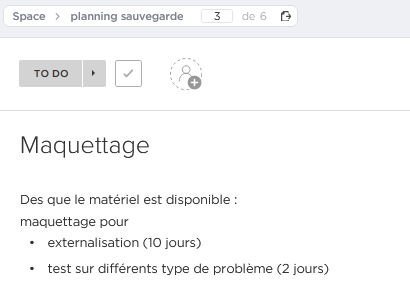 Space > planning sauvegarde 3 de 6
TO DO
Maquettage
Des que le matériel est disponible :
maquettage pour
• externalisation (10 jours)
• test sur différents type de problème (2 jours)